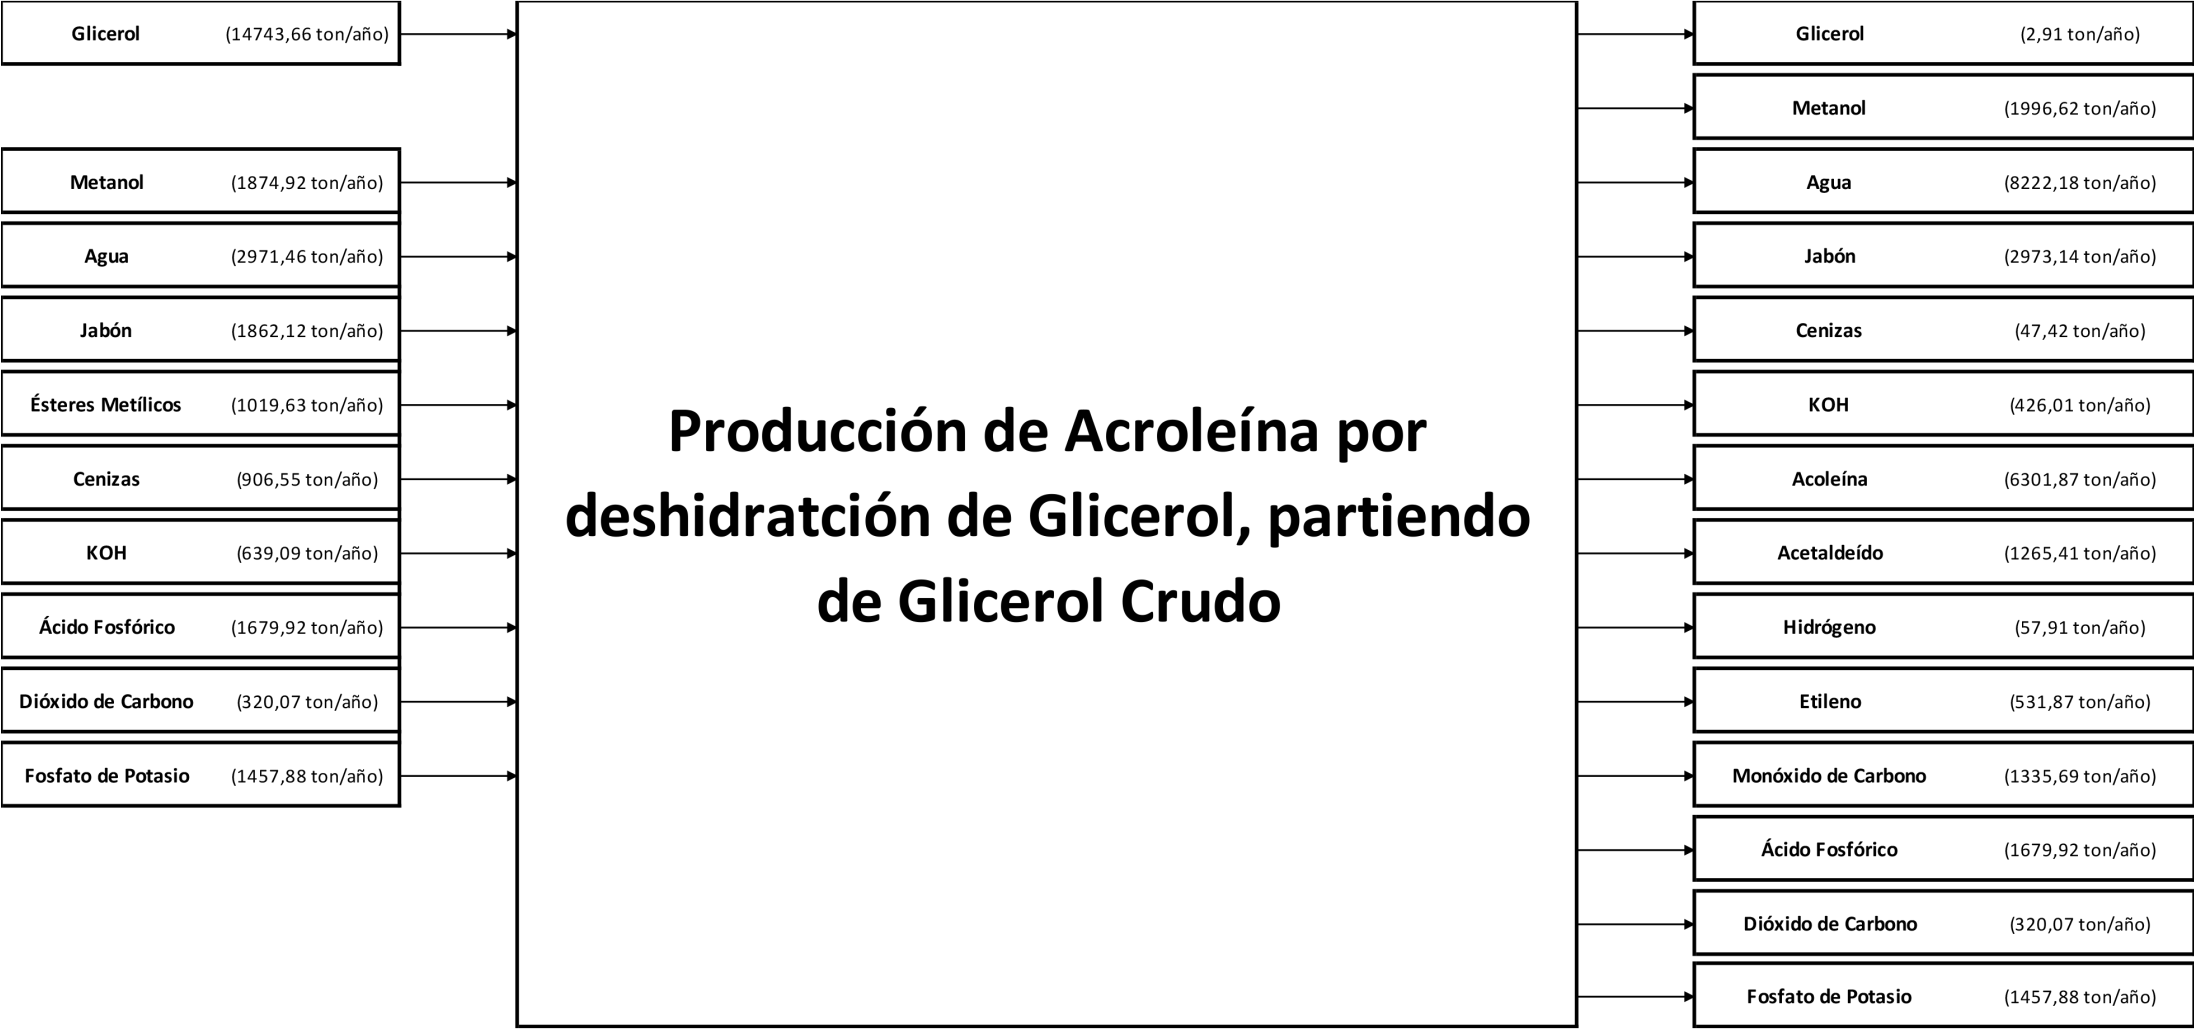 Glicerol (14743,66 ton/año)
Metanol (1874,92 ton/año)
Agua (2971,46 ton/año)
Jabón (1862,12 ton/año)
Ésteres Metílicos (1019,63 ton/año)
Cenizas (906,55 ton/año)
KOH (639,09 ton/año)
Ácido Fosfórico (1679,92 ton/año)
Dióxido de Carbono (320,07 ton/año)
Fosfato de Potasio (1457,88 ton/año)
Producción de Acroleína por
deshidratción de Glicerol, partiendo
de Glicerol Crudo
Glicerol (2,91 ton/año)
Metanol (1996,62 ton/año)
Agua (8222,18 ton/año)
Jabón (2973,14 ton/año)
Cenizas (47,42 ton/año)
KOH (426,01 ton/año)
Acoleína (6301,87 ton/año)
Acetaldeído (1265,41 ton/año)
Hidrógeno (57,91 ton/año)
Etileno (531,87 ton/año)
Monóxido de Carbono (1335,69 ton/año)
Ácido Fosfórico (1679,92 ton/año)
Dióxido de Carbono (320,07 ton/año)
Fosfato de Potasio (1457,88 ton/año)